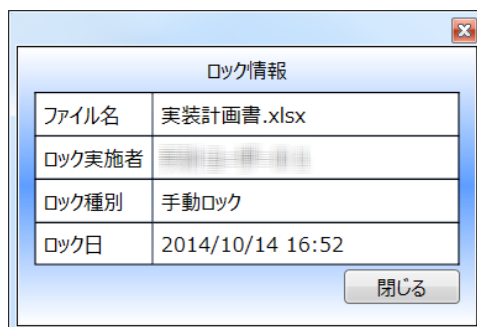 ロック情報
ファイル名 実装計画書.xlsx
ロック実施者
ロック種別 手動ロック
ロック日 2014/10/14 16:52
閉じる